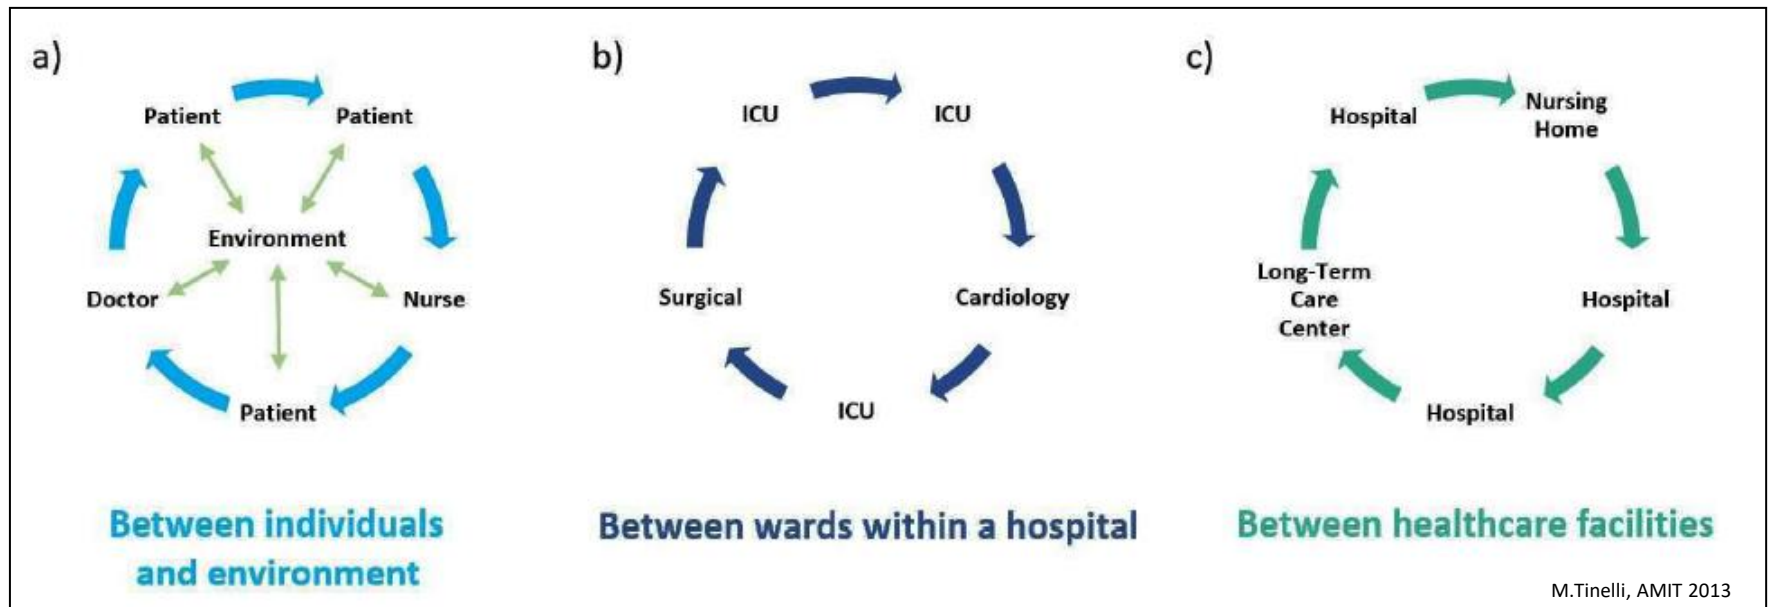 a)
Patient
Patient
Environment
Doctor
Nurse
Patient
Between individuals
and environment
b)
ICU
ICU
Surgical
Cardiology
ICU
Between wards within a hospital
c)
Hospital
Nursing
Home
Long-Term
Care
Center
Hospital
Hospital
Between healthcare facilities
M.Tinelli, AMIT 2013